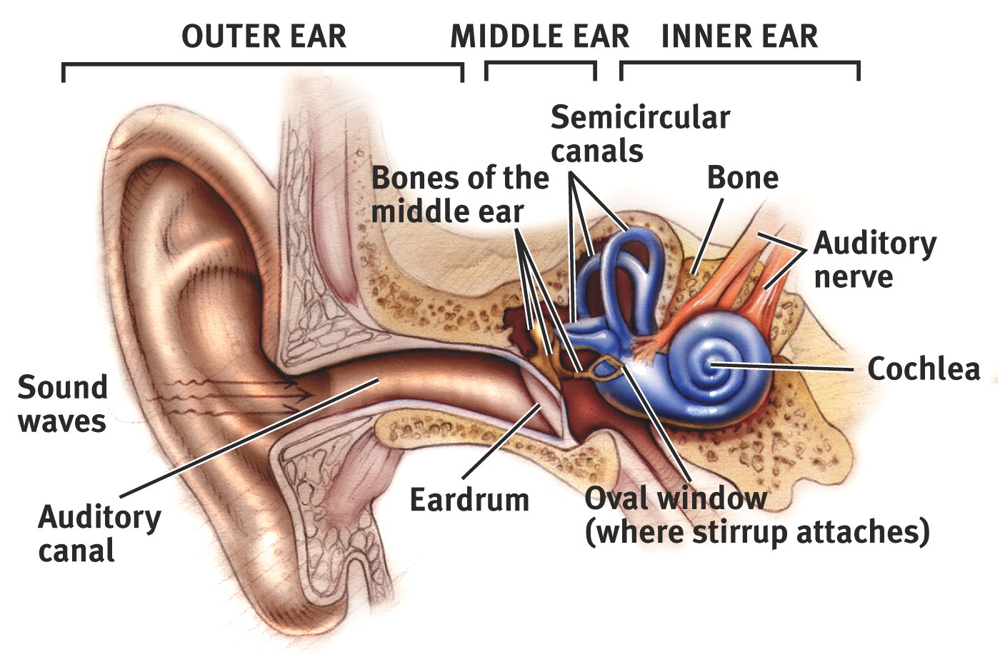 OUTER EAR
MIDDLE EAR
INNER EAR
Semicircular
canals
Bones of the
middle ear
Bone
Auditory
nerve
Cochlea
Sound
waves
Auditory
canal
Eardrum
Oval window
(where stirrup attaches)